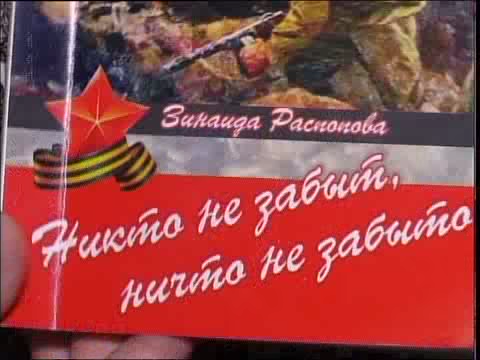 Зинаида Распопова
Никто не забыт,
ничто не забыто